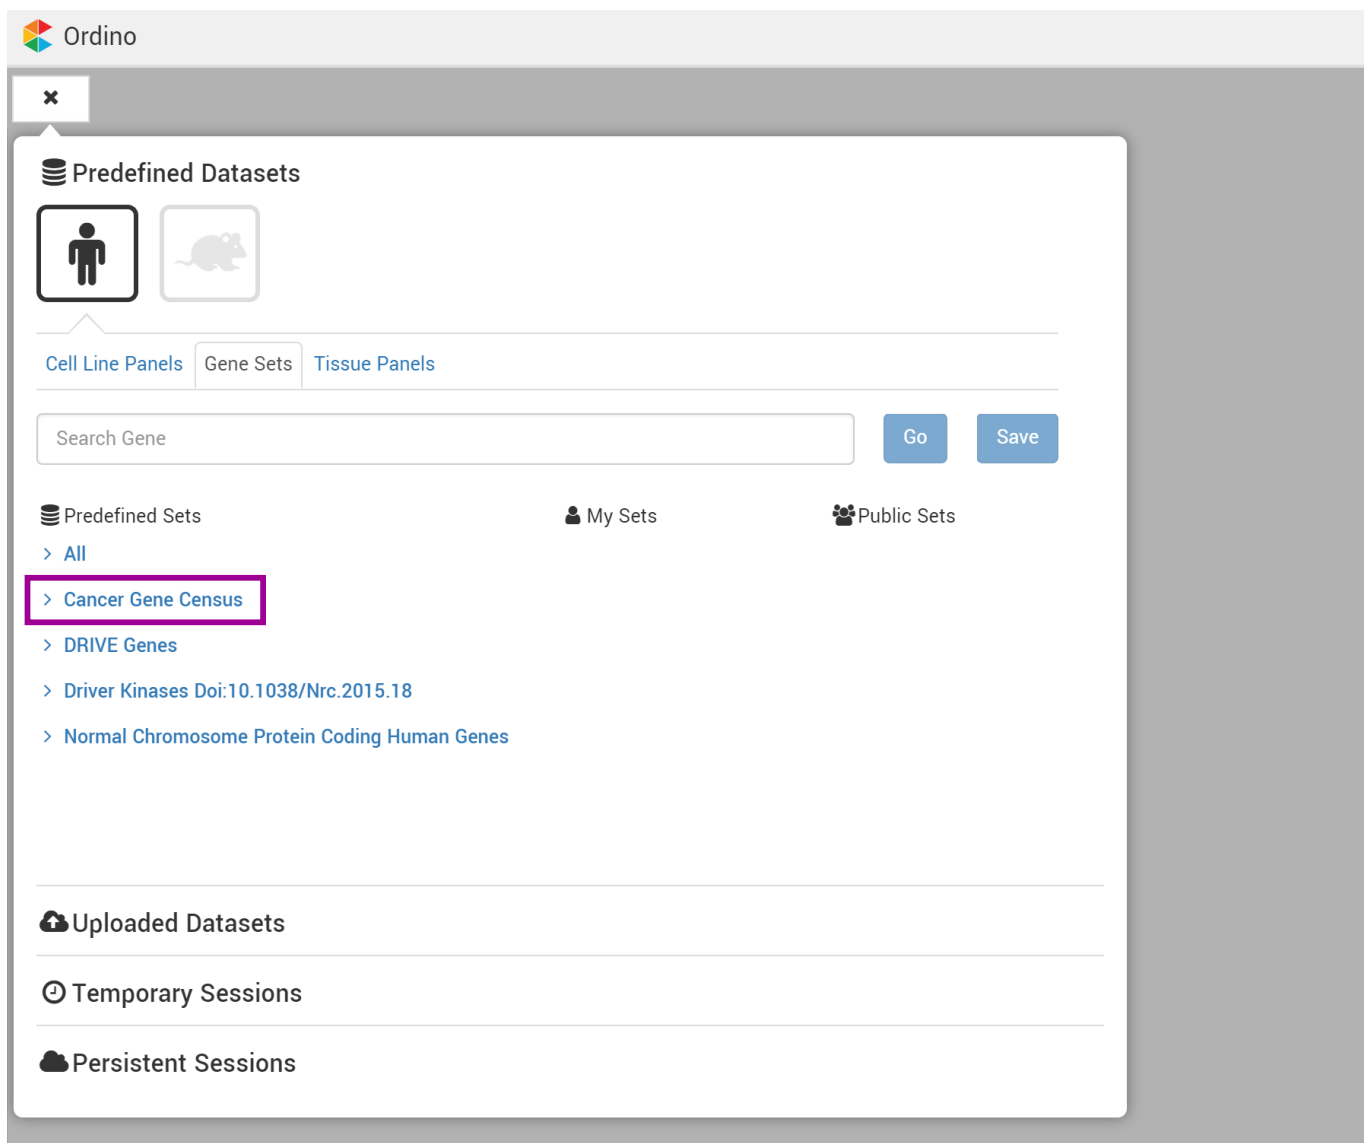 Ordino
Predefined Datasets
Cell Line Panels Gene Sets Tissue Panels
Search Gene Go Save
Predefined Sets My Sets Public Sets
All
Cancer Gene Census
DRIVE Genes
Driver Kinases Doi:10.1038/Nrc.2015.18
Normal Chromosome Protein Coding Human Genes
Uploaded Datasets
Temporary Sessions
Persistent Sessions